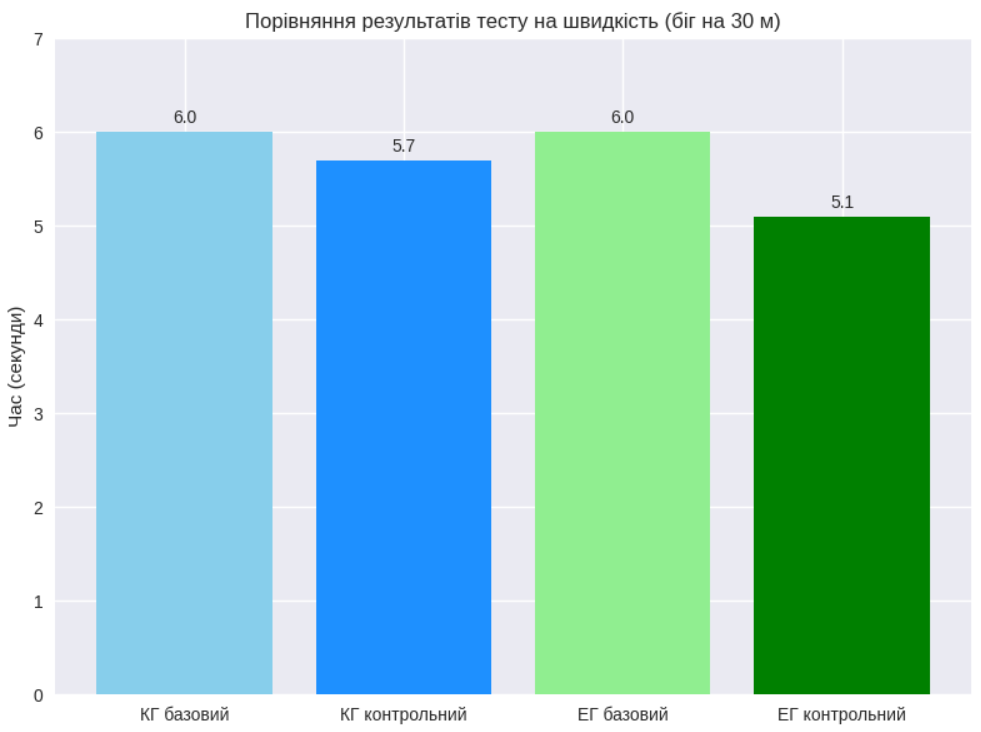 Порівняння результатів тесту на швидкість (біг на 30 м)
Час (секунди)
7
6
5
4
3
2
1
0
6.0
5.7
6.0
5.1
КГ базовий
КГ контрольний
ЕГ базовий
ЕГ контрольний